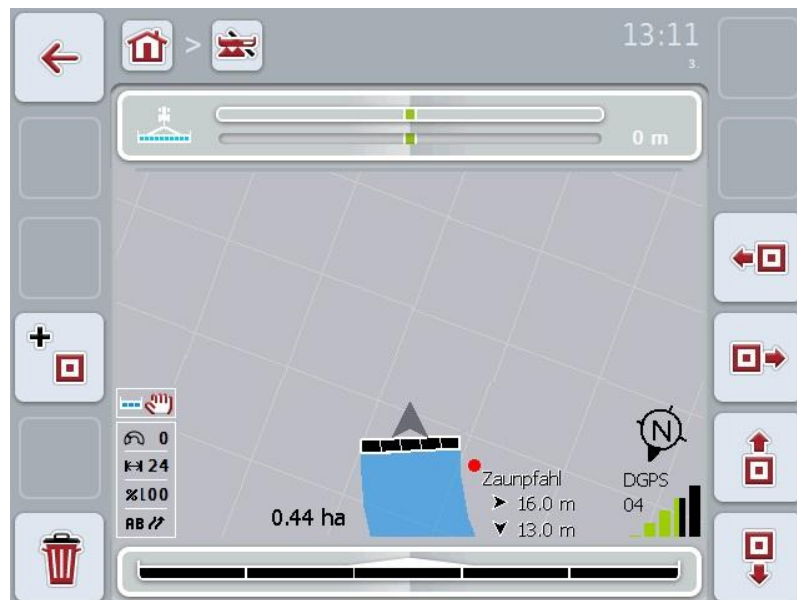 >
13:11
3.
0 m
0
24
%100
AB
0.44 ha
Zaunpfahl
16.0 m
13.0 m
N
DGPS
04